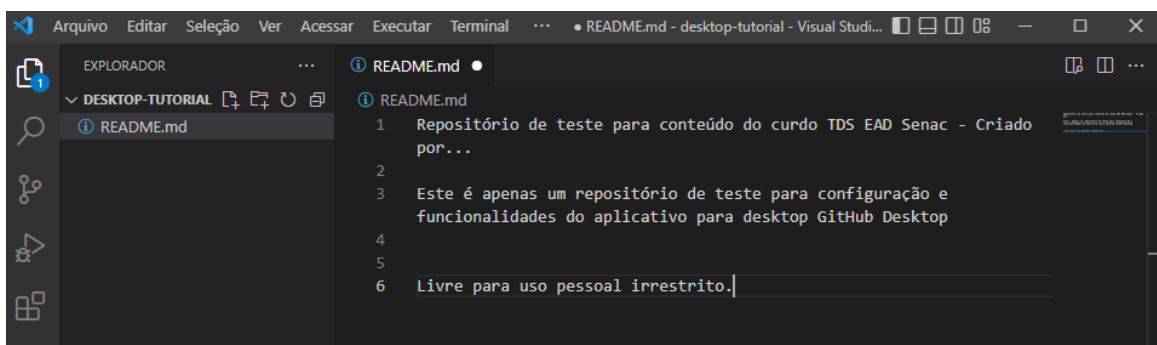 Arquivo Editar Seleção Ver Acessar Executar Terminal ··· ● README.md - desktop-tutorial - Visual Studi...
EXPLORADOR ···
README.md ●
DESKTOP-TUTORIAL
README.md
README.md
1
1 Repositório de teste para conteúdo do curdo TDS EAD Senac - Criado
por...
2
3 Este é apenas um repositório de teste para configuração e
funcionalidades do aplicativo para desktop GitHub Desktop
4
5
6 Livre para uso pessoal irrestrito.